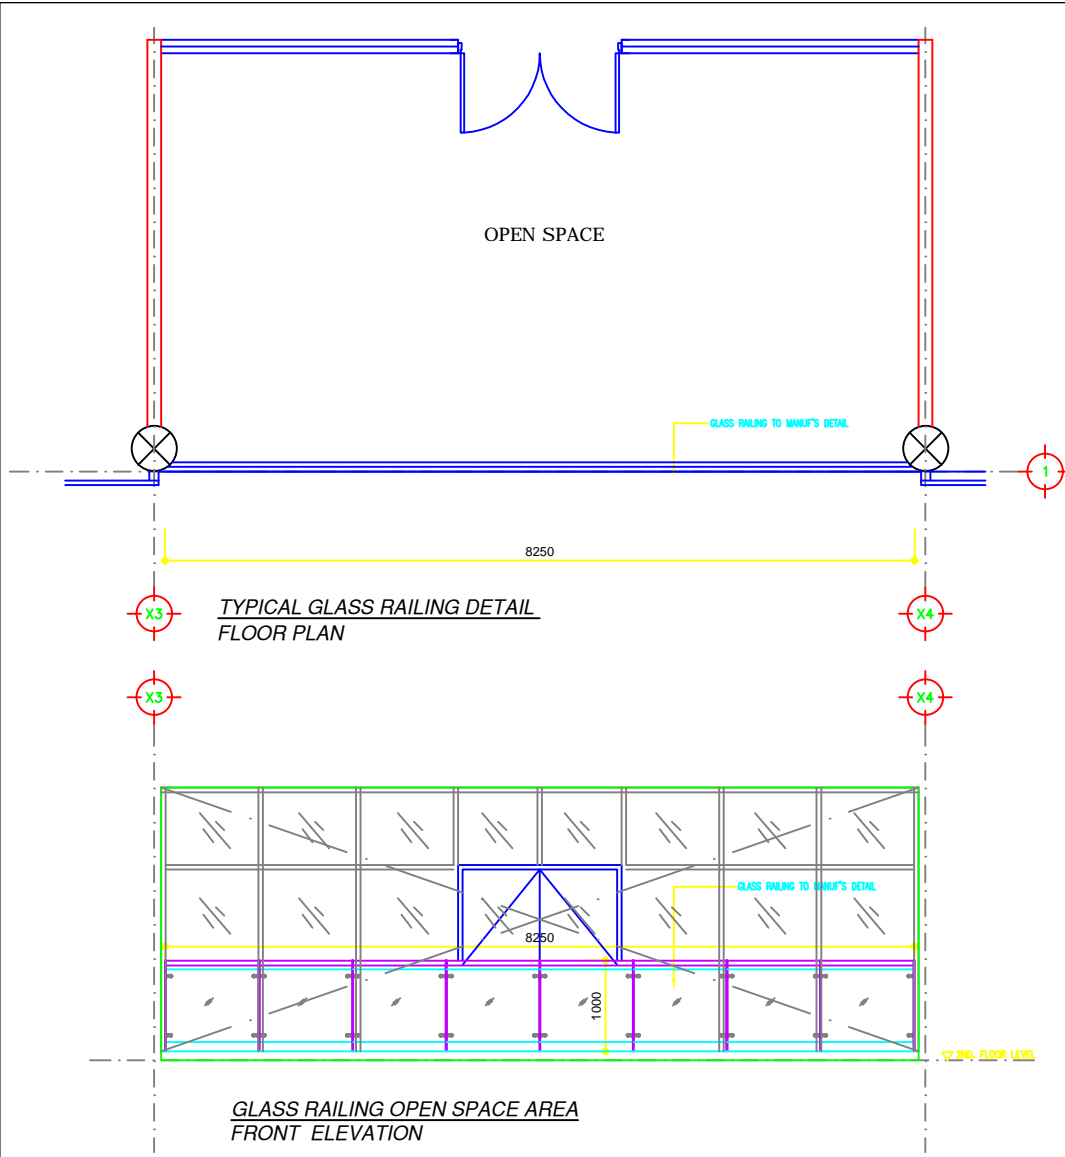 OPEN SPACE
GLASS RAILING TO MANUF'S DETAIL
1
8250
X3
TYPICAL GLASS RAILING DETAIL
FLOOR PLAN
X4
X3
X4
GLASS RAILING TO MANUF'S DETAIL
8250
1000
2ND. FLOOR LEVEL
GLASS RAILING OPEN SPACE AREA
FRONT ELEVATION